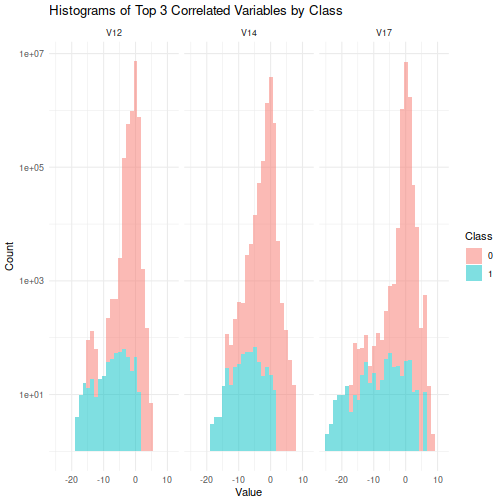 Histograms of Top 3 Correlated Variables by Class
V12 V14 V17
1e+07
1e+05
1e+03
1e+01
Count
-20 -10 0 10 -20 -10 0 10 -20 -10 0 10
Value
Class
0
1